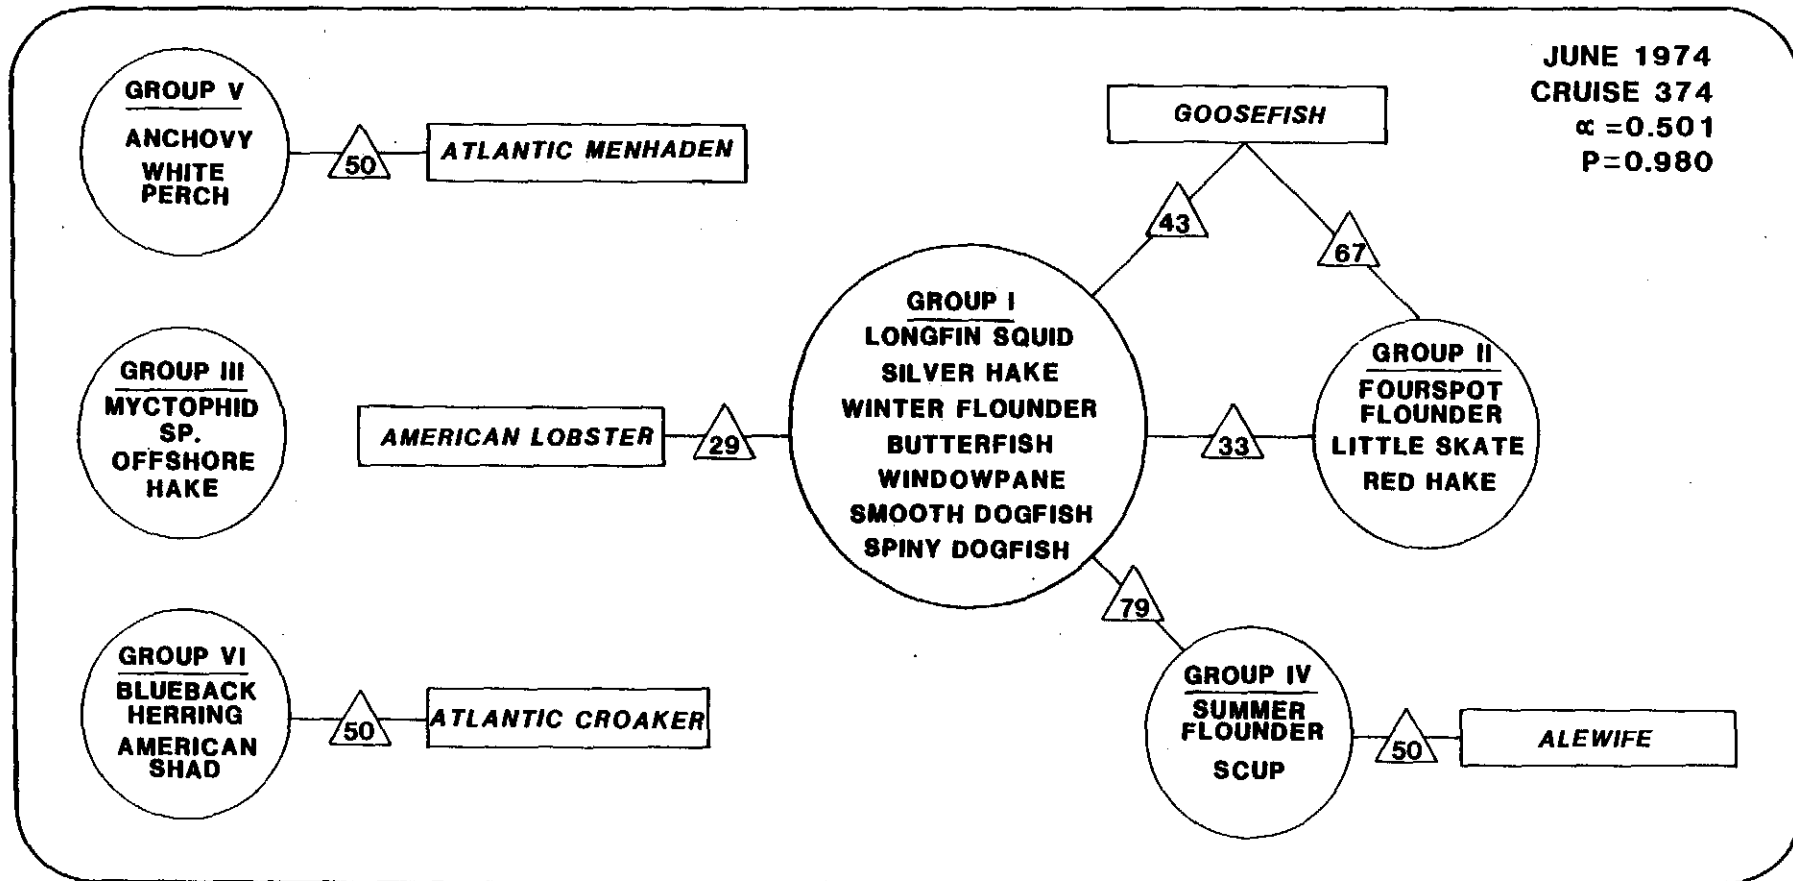 JUNE 1974
CRUISE 374
∝ =0.501
P=0.980
GROUP V
ANCHOVY
WHITE
PERCH
50
ATLANTIC MENHADEN
GOOSEFISH
43
67
GROUP I
LONGFIN SQUID
SILVER HAKE
WINTER FLOUNDER
BUTTERFISH
WINDOWPANE
SMOOTH DOGFISH
SPINY DOGFISH
GROUP II
FOURSPOT
FLOUNDER
LITTLE SKATE
RED HAKE
33
GROUP III
MYCTOPHID
SP.
OFFSHORE
HAKE
AMERICAN LOBSTER
29
79
GROUP VI
BLUEBACK
HERRING
AMERICAN
SHAD
50
ATLANTIC CROAKER
GROUP IV
SUMMER
FLOUNDER
SCUP
50
ALEWIFE